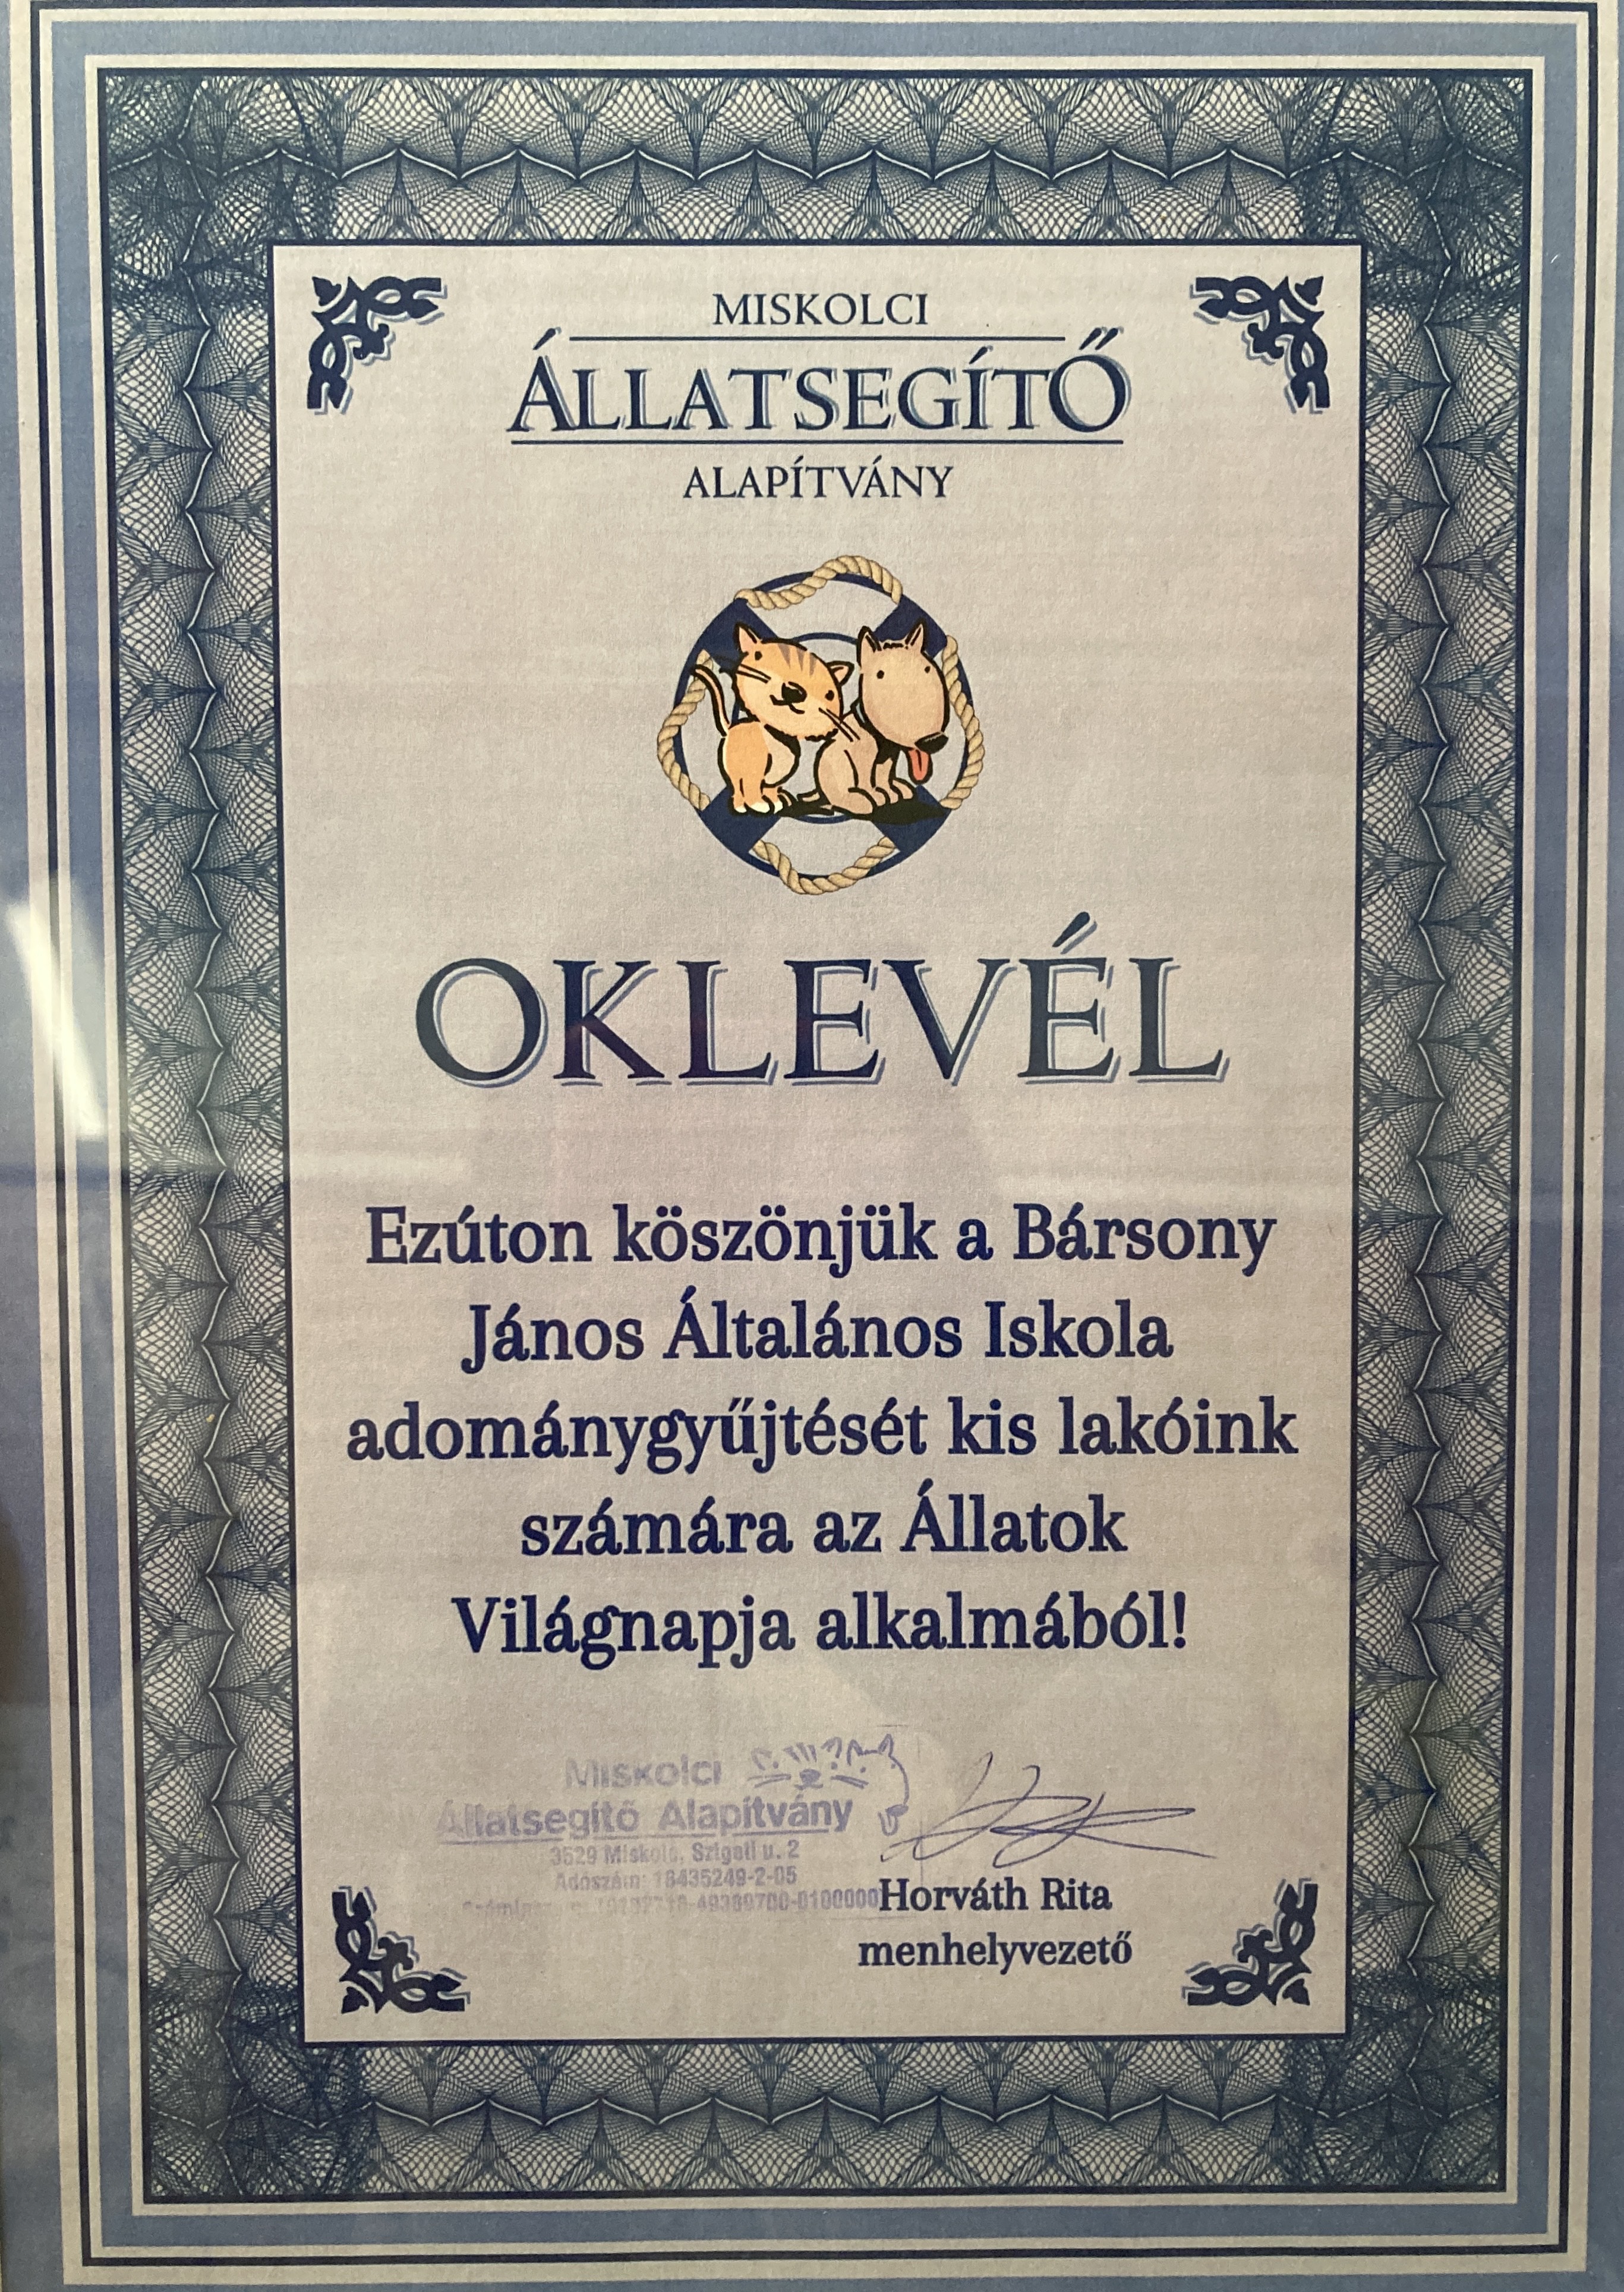 MISKOLCI
ÁLLATSEGÍTŐ
ALAPÍTVÁNY
OKLEVÉL
Ezúton köszönjük a Bársony
János Általános Iskola
adománygyűjtését kis lakóink
számára az Állatok
Világnapja alkalmából!
Miskolci
Állatsegítő Alapítvány
3529 Miskolc, Szigeti u. 2
Adószám: 18435249-2-05
Horváth Rita
menhelyvezető